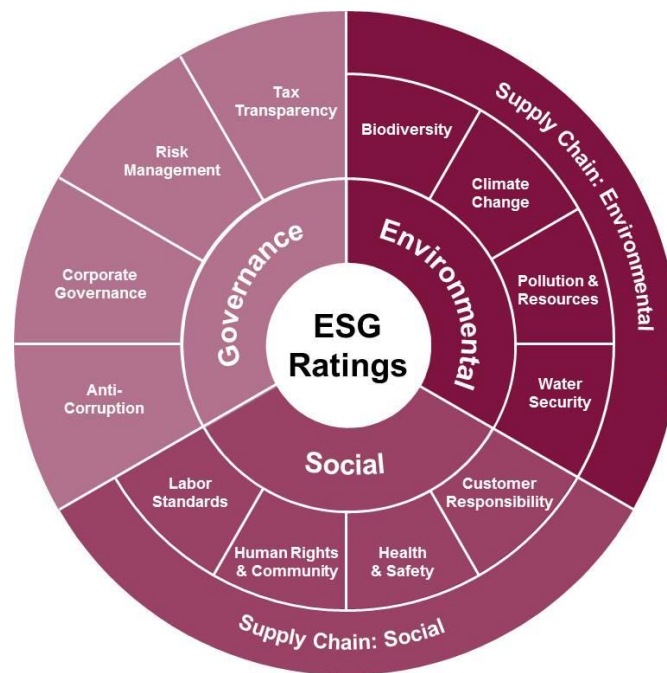 ESG
Ratings
Governance
Environmental
Social
Tax
Transparency
Risk
Management
Corporate
Governance
Anti-
Corruption
Biodiversity
Climate
Change
Pollution &
Resources
Water
Security
Supply Chain: Environmental
Customer
Responsibility
Health
& Safety
Human Rights
& Community
Labor
Standards
Supply Chain: Social